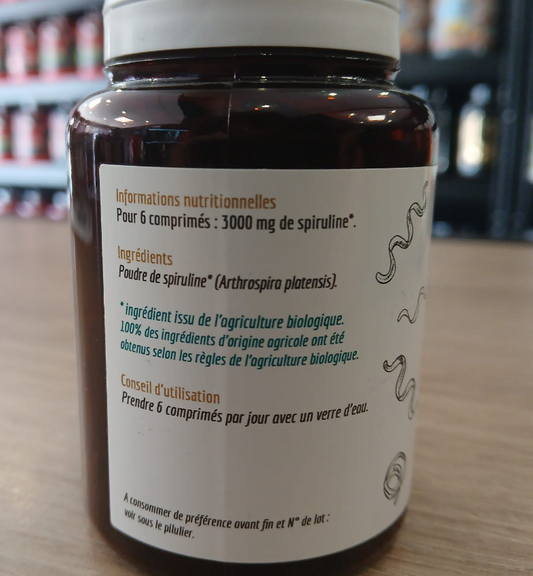 Informations nutritionnelles
Pour 6 comprimés : 3000 mg de spiruline*.
Ingrédients
Poudre de spiruline* (Arthrospira platensis).
*ingrédient issu de l'agriculture biologique.
100% des ingrédients d'origine agricole ont été
obtenus selon les règles de l'agriculture biologique.
Conseil d'utilisation
Prendre 6 comprimés par jour avec un verre d'eau.
A consommer de préférence avant fin et N° de lot :
voir sous le pilulier.